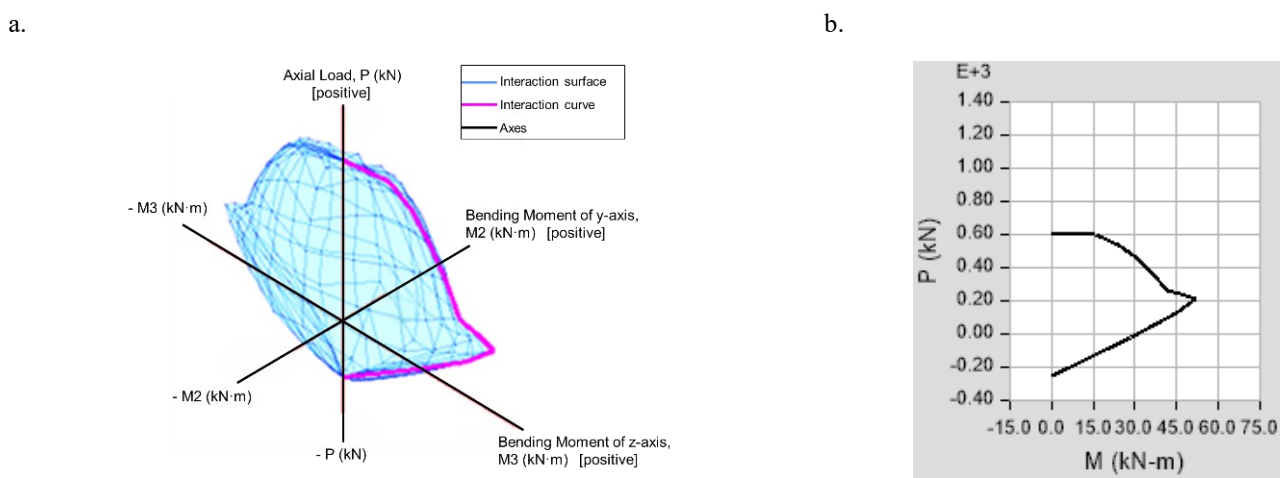 a.
b.
Axial Load, P (kN)
[positive]
Interaction surface
Interaction curve
Axes
- M3 (kN·m)
Bending Moment of y-axis,
M2 (kN·m) [positive]
- M2 (kN·m)
- P (kN)
Bending Moment of z-axis,
M3 (kN·m) [positive]
E+3
1.40
1.20
1.00
0.80
0.60
0.40
0.20
0.00
-0.20
-0.40
P (kN)
-15.0 0.0 15.0 30.0 45.0 60.0 75.0
M (kN-m)